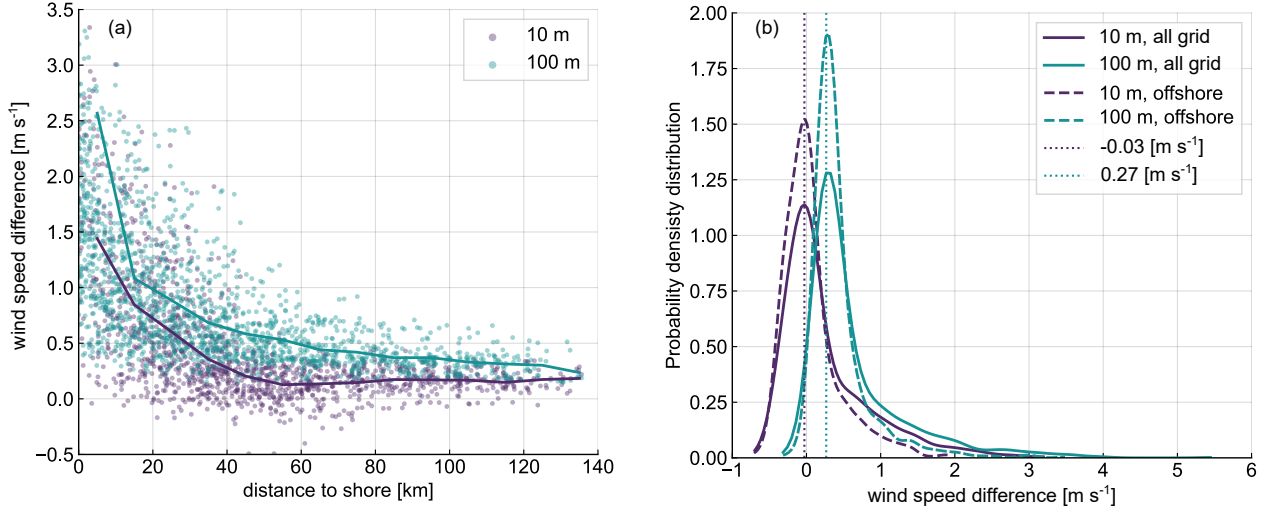 (a)
10 m
100 m
3.5
3.0
2.5
2.0
1.5
1.0
0.5
0.0
−0.5
wind speed difference [m s⁻¹]
0 20 40 60 80 100 120 140
distance to shore [km]
(b)
10 m, all grid
100 m, all grid
10 m, offshore
100 m, offshore
-0.03 [m s⁻¹]
0.27 [m s⁻¹]
2.00
1.75
1.50
1.25
1.00
0.75
0.50
0.25
0.00
Probability densisty distribution
−1 0 1 2 3 4 5 6
wind speed difference [m s⁻¹]